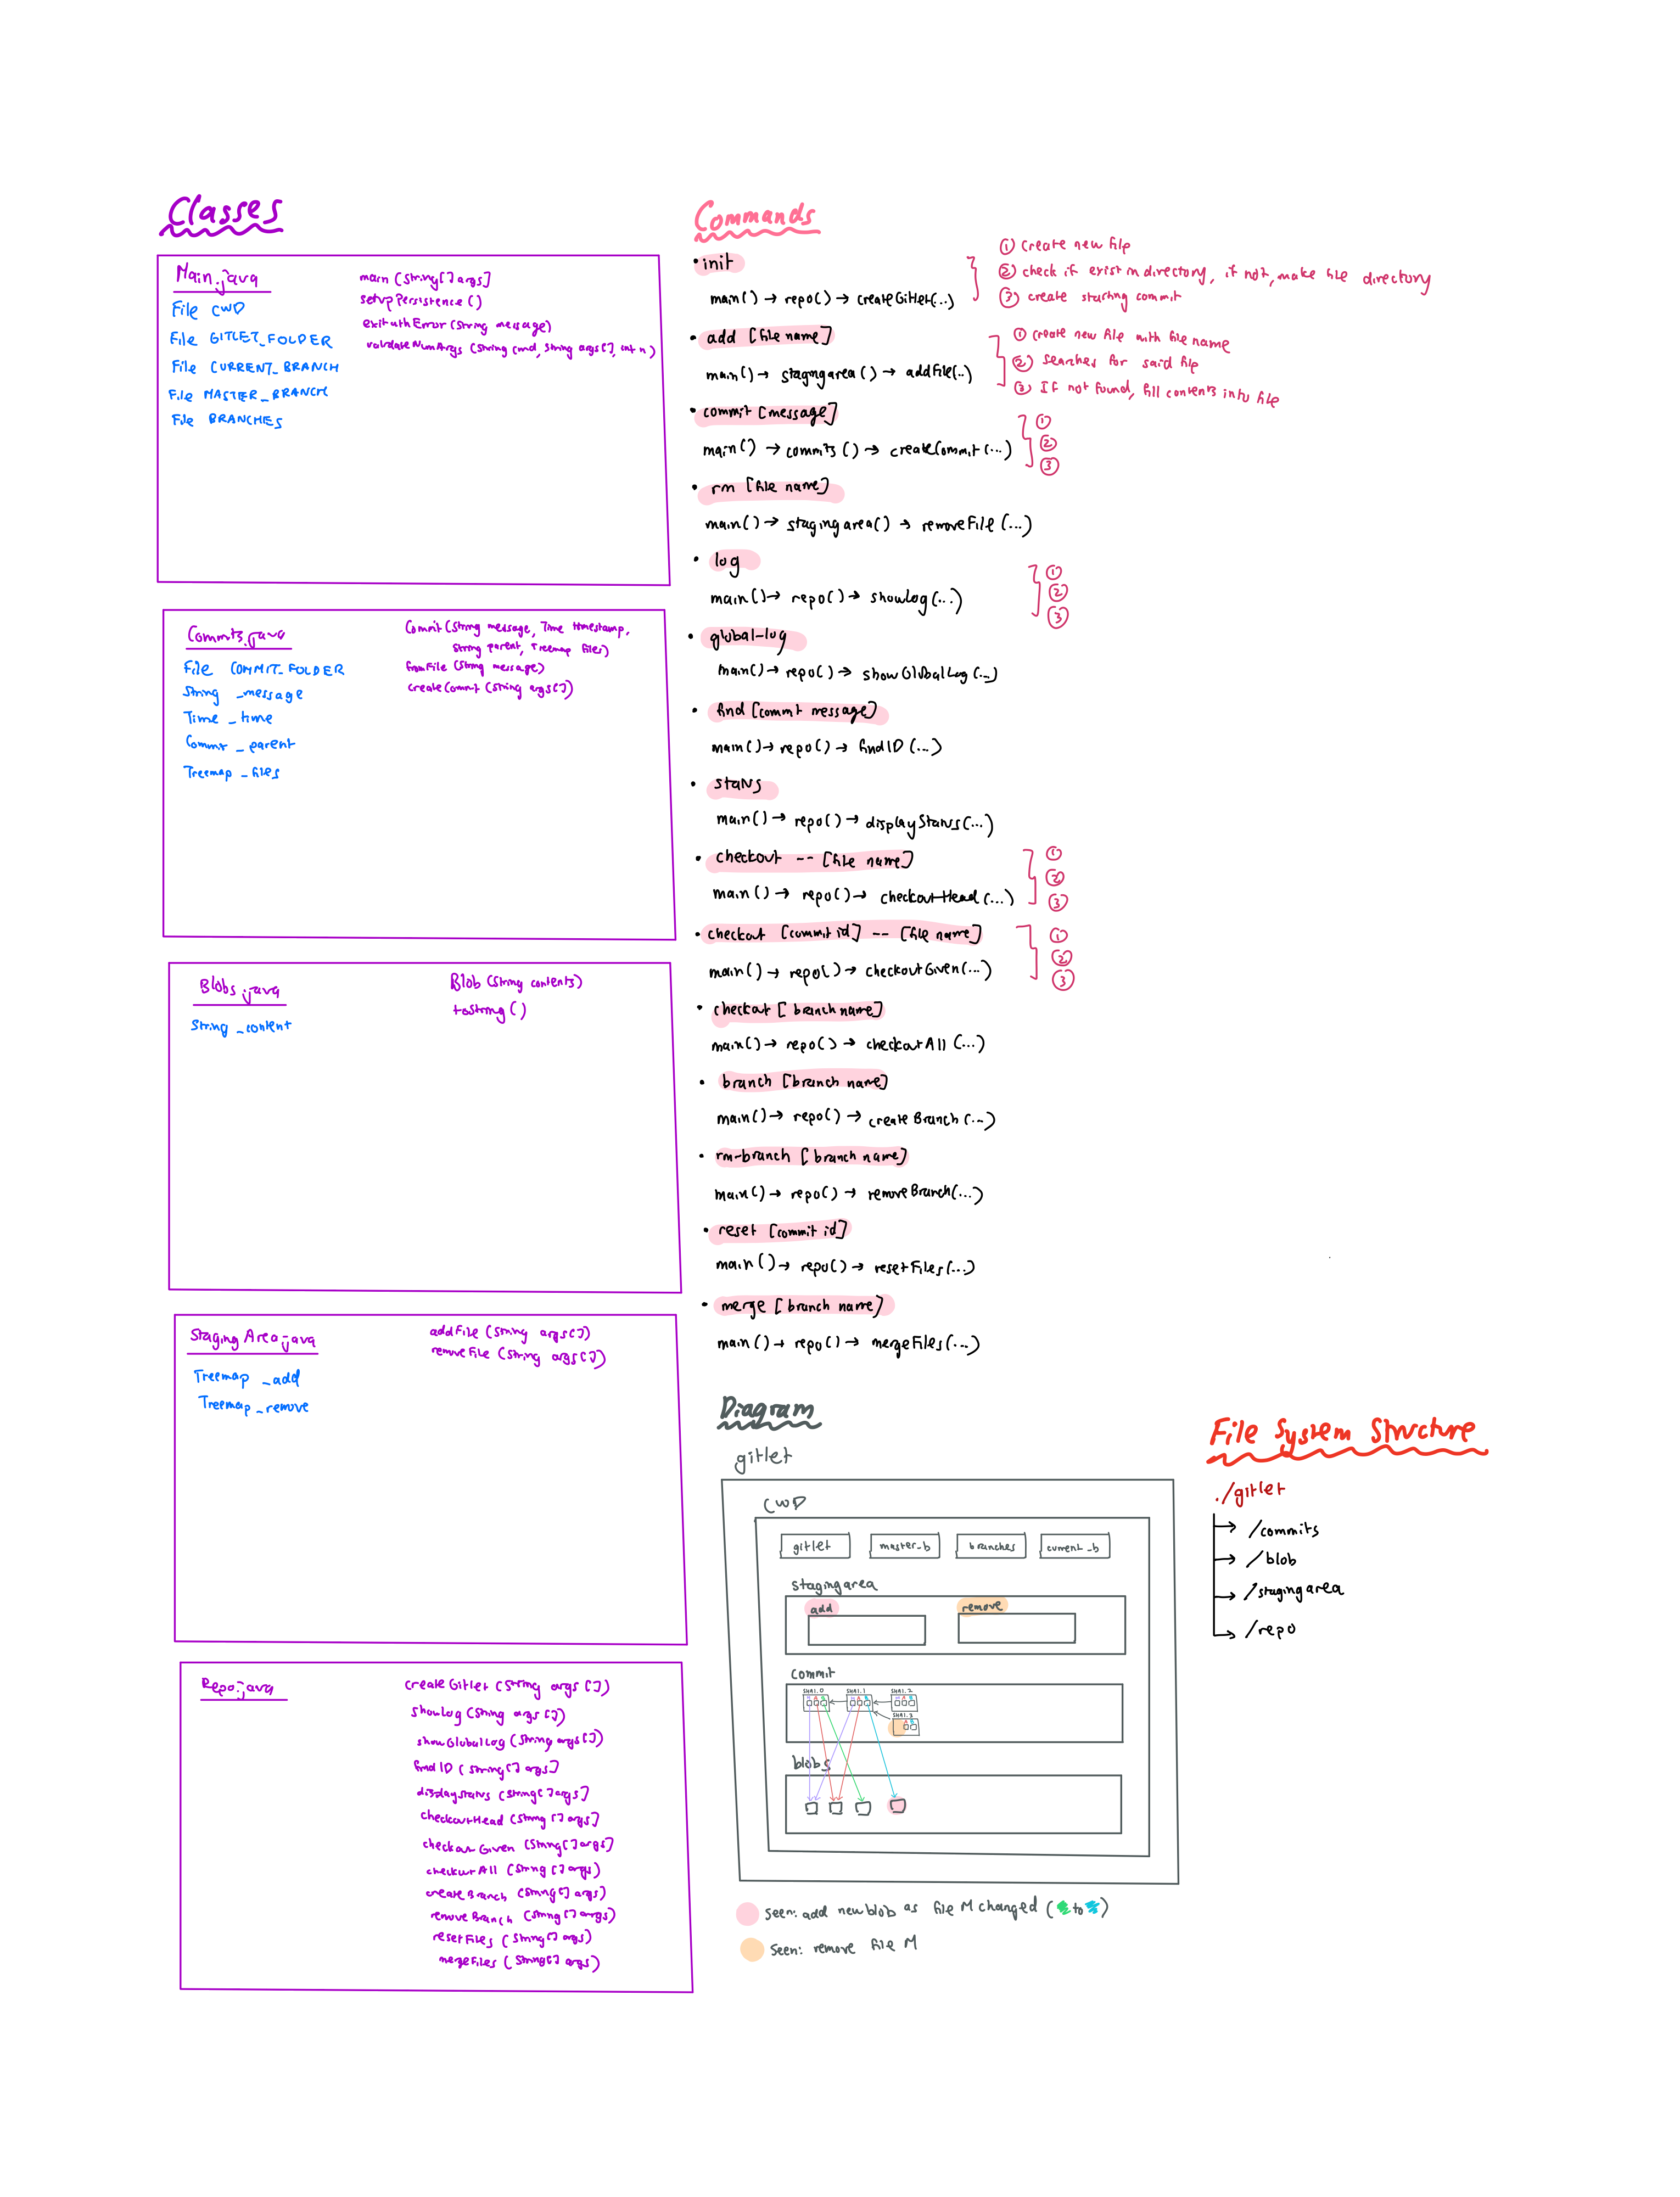 Classes
Main.java
File CWD
File GITLET_FOLDER
File CURRENT_BRANCH
File MASTER_BRANCH
File BRANCHES
main (String[] args]
setup Persistence ()
exitwithError (String message)
validateNumArgs (String cmd, String args[], int n)
Commits.java
File COMMIT_FOLDER
String _message
Time _time
Commit _parent
Treemap _files
Commit (String message, Time timestamp,
String parent, Treemap files)
fromFile (String message)
createCommit (String args[])
Blobs.java
String _content
Blob (String contents)
toString ()
Staging Area.java
Treemap _add
Treemap _remove
addFile (String args[])
removeFile (String args[])
Repo.java
createGitlet (String args [])
showLog (String args [])
showGlobalLog (String args[])
findID (String[] args]
displayStatus (String[] args]
checkoutHead (String [] args]
checkoutGiven (String[] args]
checkoutAll (String [] args)
createBranch (String[] args)
removeBranch (String[] args)
resetFiles (String[] args)
mergeFiles (String[] args)
Commands
• init
main() → repo() → createGitlet(...)
① create new file
② check if exist in directory, if not, make file directory
③ create starting commit
• add [file name]
main() → stagingarea() → addFile(..)
① create new file with file name
② searches for said file
③ If not found, fill contents into file
• commit [message]
main() → commits () → createCommit (...)
①
②
③
• rm [file name]
main() → stagingarea() → removeFile (...)
• log
main() → repo() → showLog(...)
①
②
③
• global-log
main() → repo() → showGlobalLog (...)
• find [commit message]
main() → repo() → findID (...)
• status
main() → repo() → displayStatus(...)
• checkout -- [file name]
main() → repo() → checkoutHead (...)
①
②
③
• checkout [commit id] -- [file name]
main() → repo() → checkoutGiven(...)
①
②
③
• checkout [branch name]
main() → repo() → checkoutAll (...)
• branch [branch name]
main() → repo() → createBranch (...)
• rm-branch [branch name]
main() → repo() → removeBranch(...)
• reset [commit id]
main() → repo() → resetFiles(...)
• merge [branch name]
main() → repo() → mergeFiles(...)
Diagram
gitlet
CWD
gitlet master_b branches current_b
stagingarea
add remove
commit
SHA1.0 SHA1.1 SHA1.2
SHA1.3
blobs
seen: add new blob as file M changed ( to )
seen: remove file M
File System Structure
./gitlet
→ /commits
→ /blob
→ /stagingarea
→ /repo